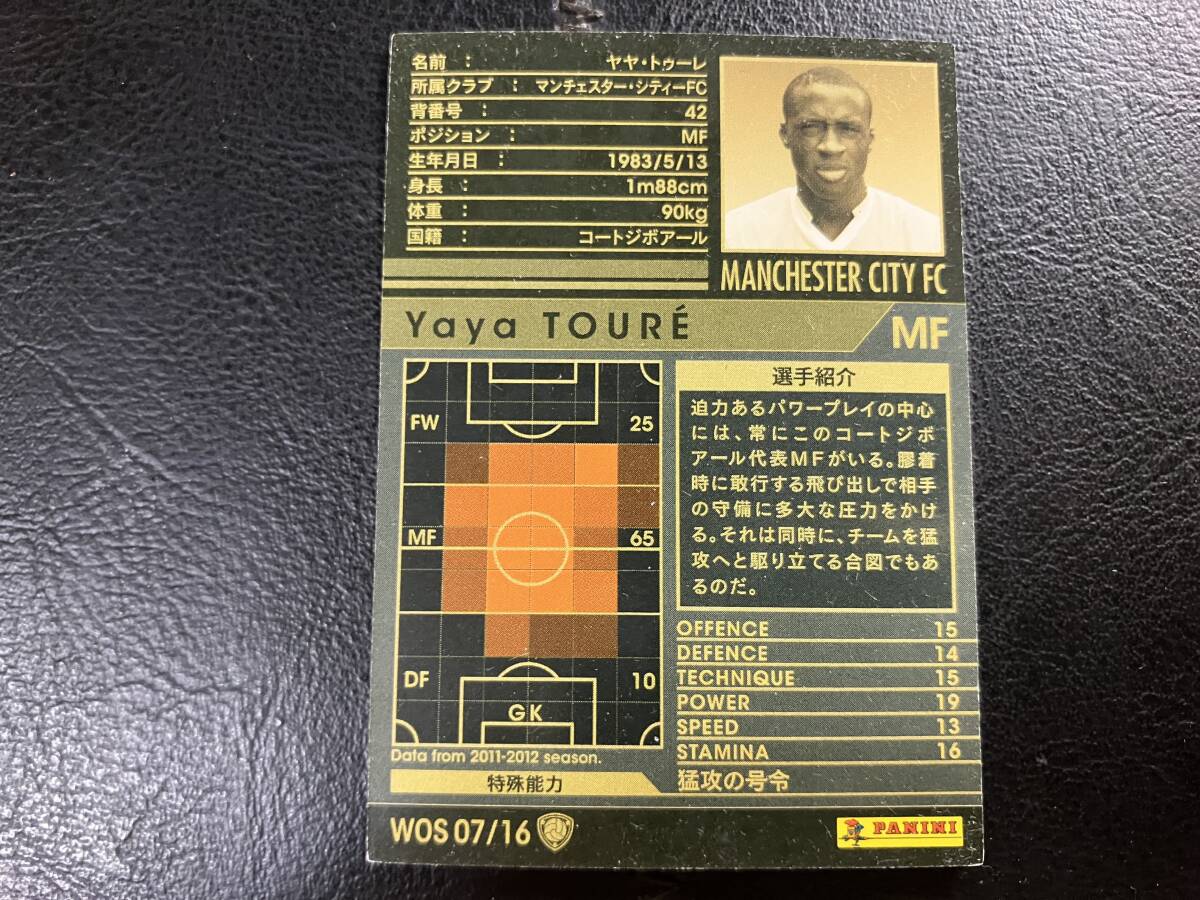 名前 : ヤヤ・トゥーレ
所属クラブ : マンチェスター・シティーFC
背番号 : 42
ポジション : MF
生年月日 : 1983/5/13
身長 : 1m88cm
体重 : 90kg
国籍 : コートジボアール
MANCHESTER CITY FC
Yaya TOURÉ
MF
FW 25
MF 65
DF 10
GK
Data from 2011-2012 season.
選手紹介
迫力あるパワープレイの中心
には、常にこのコートジボ
アール代表MFがいる。膠着
時に敢行する飛び出しで相手
の守備に多大な圧力をかけ
る。それは同時に、チームを猛
攻へと駆り立てる合図でもあ
るのだ。
OFFENCE 15
DEFENCE 14
TECHNIQUE 15
POWER 19
SPEED 13
STAMINA 16
特殊能力 猛攻の号令
WOS 07/16
PANINI